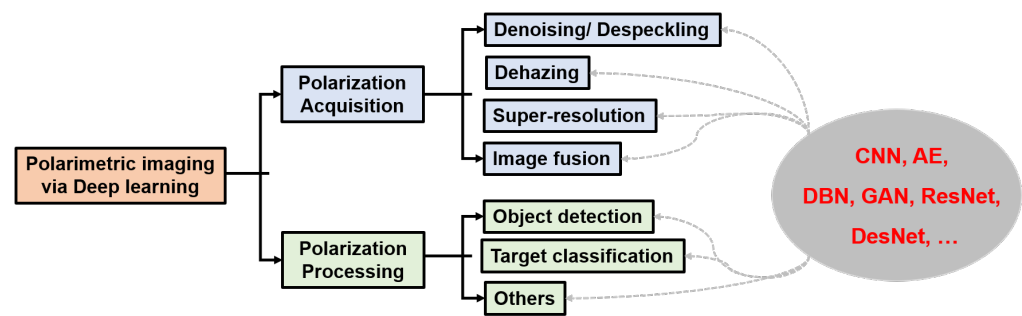 Polarimetric imaging
via Deep learning
Polarization
Acquisition
Denoising/ Despeckling
Dehazing
Super-resolution
Image fusion
Polarization
Processing
Object detection
Target classification
Others
CNN, AE,
DBN, GAN, ResNet,
DesNet, …